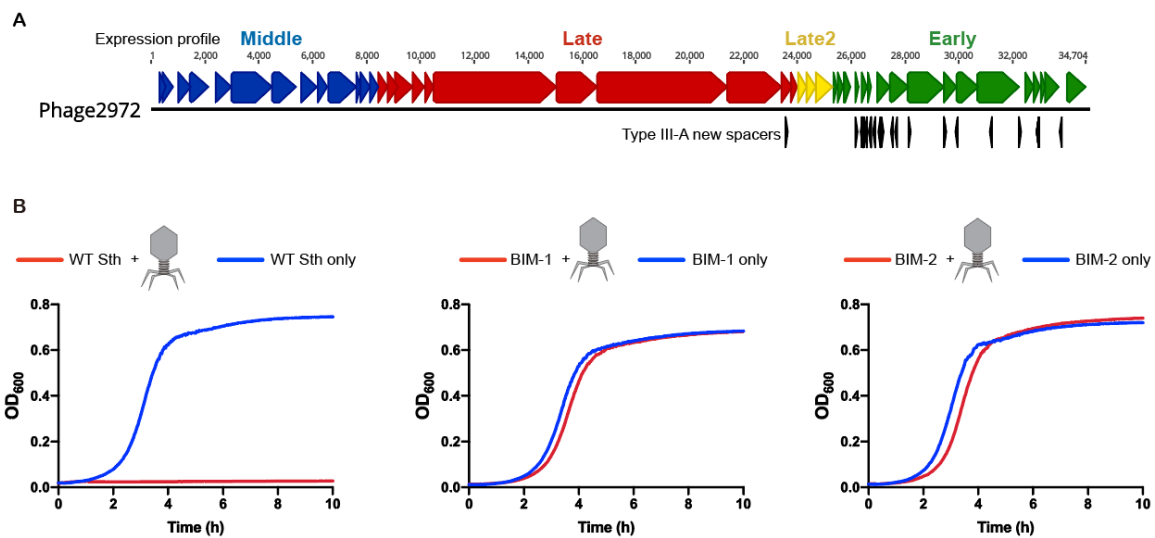 A
Expression profile Middle Late Late2 Early
1 2,000 4,000 6,000 8,000 10,000 12,000 14,000 16,000 18,000 20,000 22,000 24,000 26,000 28,000 30,000 32,000 34,704
Phage2972
Type III-A new spacers
B
WT Sth + WT Sth only
BIM-1 + BIM-1 only
BIM-2 + BIM-2 only
OD600
0.8
0.6
0.4
0.2
0.0
0 2 4 6 8 10
Time (h)
OD600
0.8
0.6
0.4
0.2
0.0
0 2 4 6 8 10
Time (h)
OD600
0.8
0.6
0.4
0.2
0.0
0 2 4 6 8 10
Time (h)